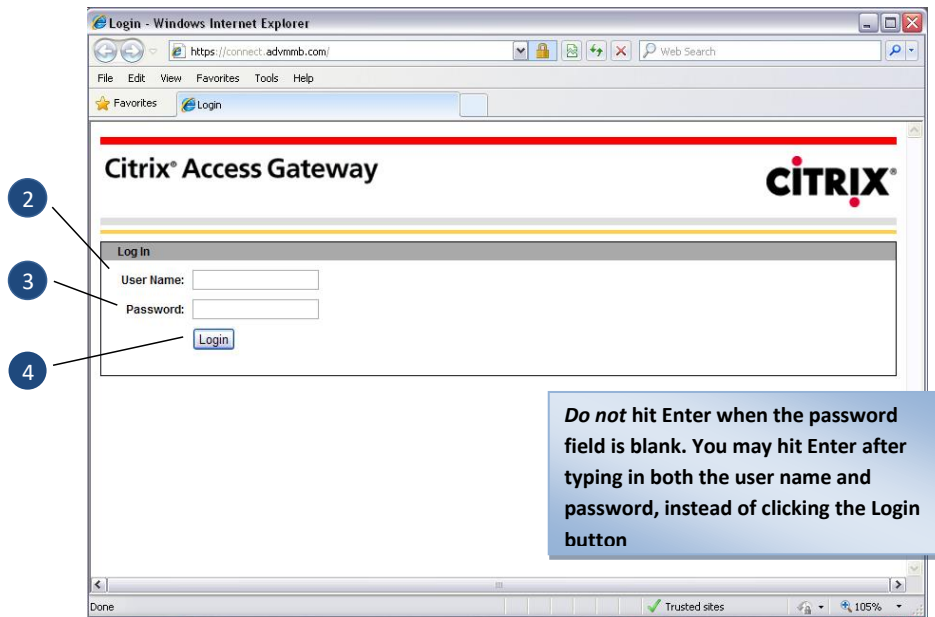 Login - Windows Internet Explorer
https://connect.advmmb.com/
Web Search
File Edit View Favorites Tools Help
Favorites Login
Citrix® Access Gateway
CİTRỊX®
2
Log In
User Name:
3
Password:
Login
4
Do not hit Enter when the password
field is blank. You may hit Enter after
typing in both the user name and
password, instead of clicking the Login
button
Done Trusted sites 105%